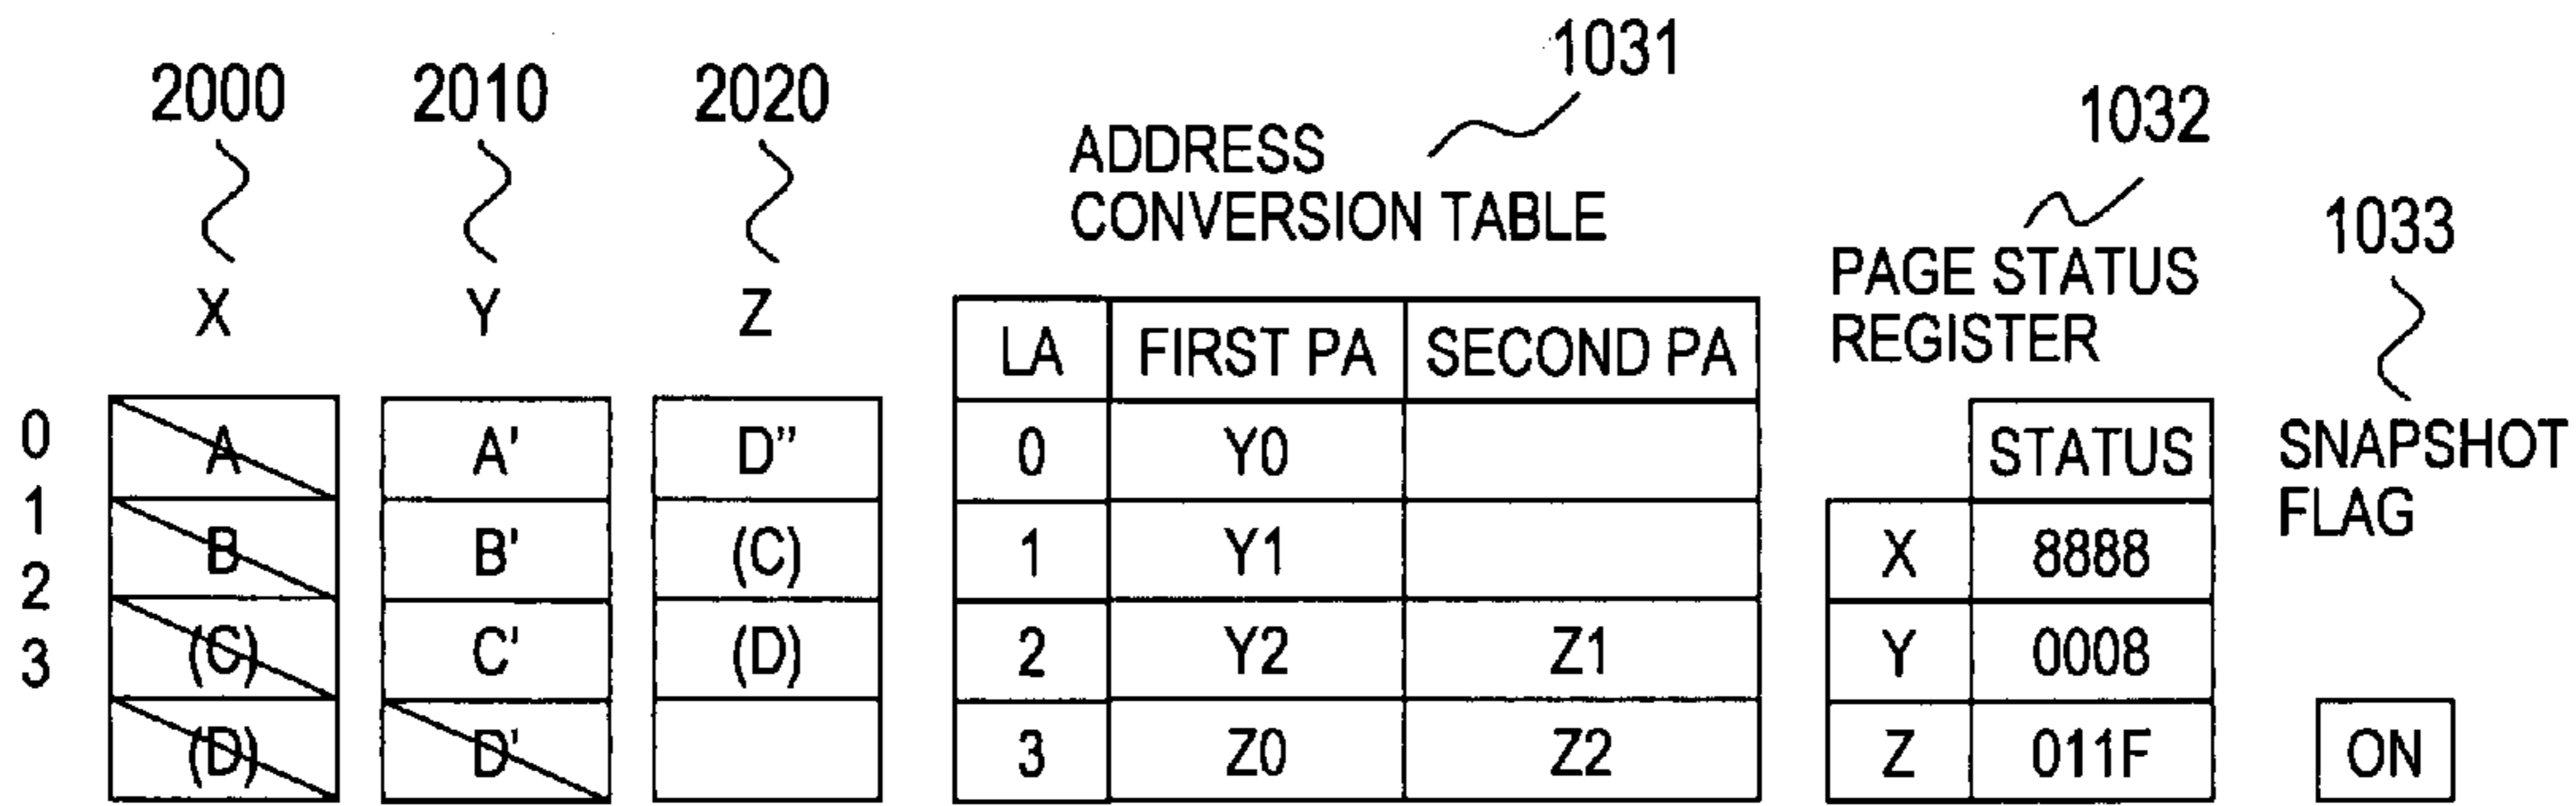 2000 2010 2020
X Y Z
0 A A' D"
1 B B' (C)
2 (C) C' (D)
3 (D) D'
1031
ADDRESS
CONVERSION TABLE
LA FIRST PA SECOND PA
0 Y0
1 Y1
2 Y2 Z1
3 Z0 Z2
1032
PAGE STATUS
REGISTER
STATUS
X 8888
Y 0008
Z 011F
1033
SNAPSHOT
FLAG
ON